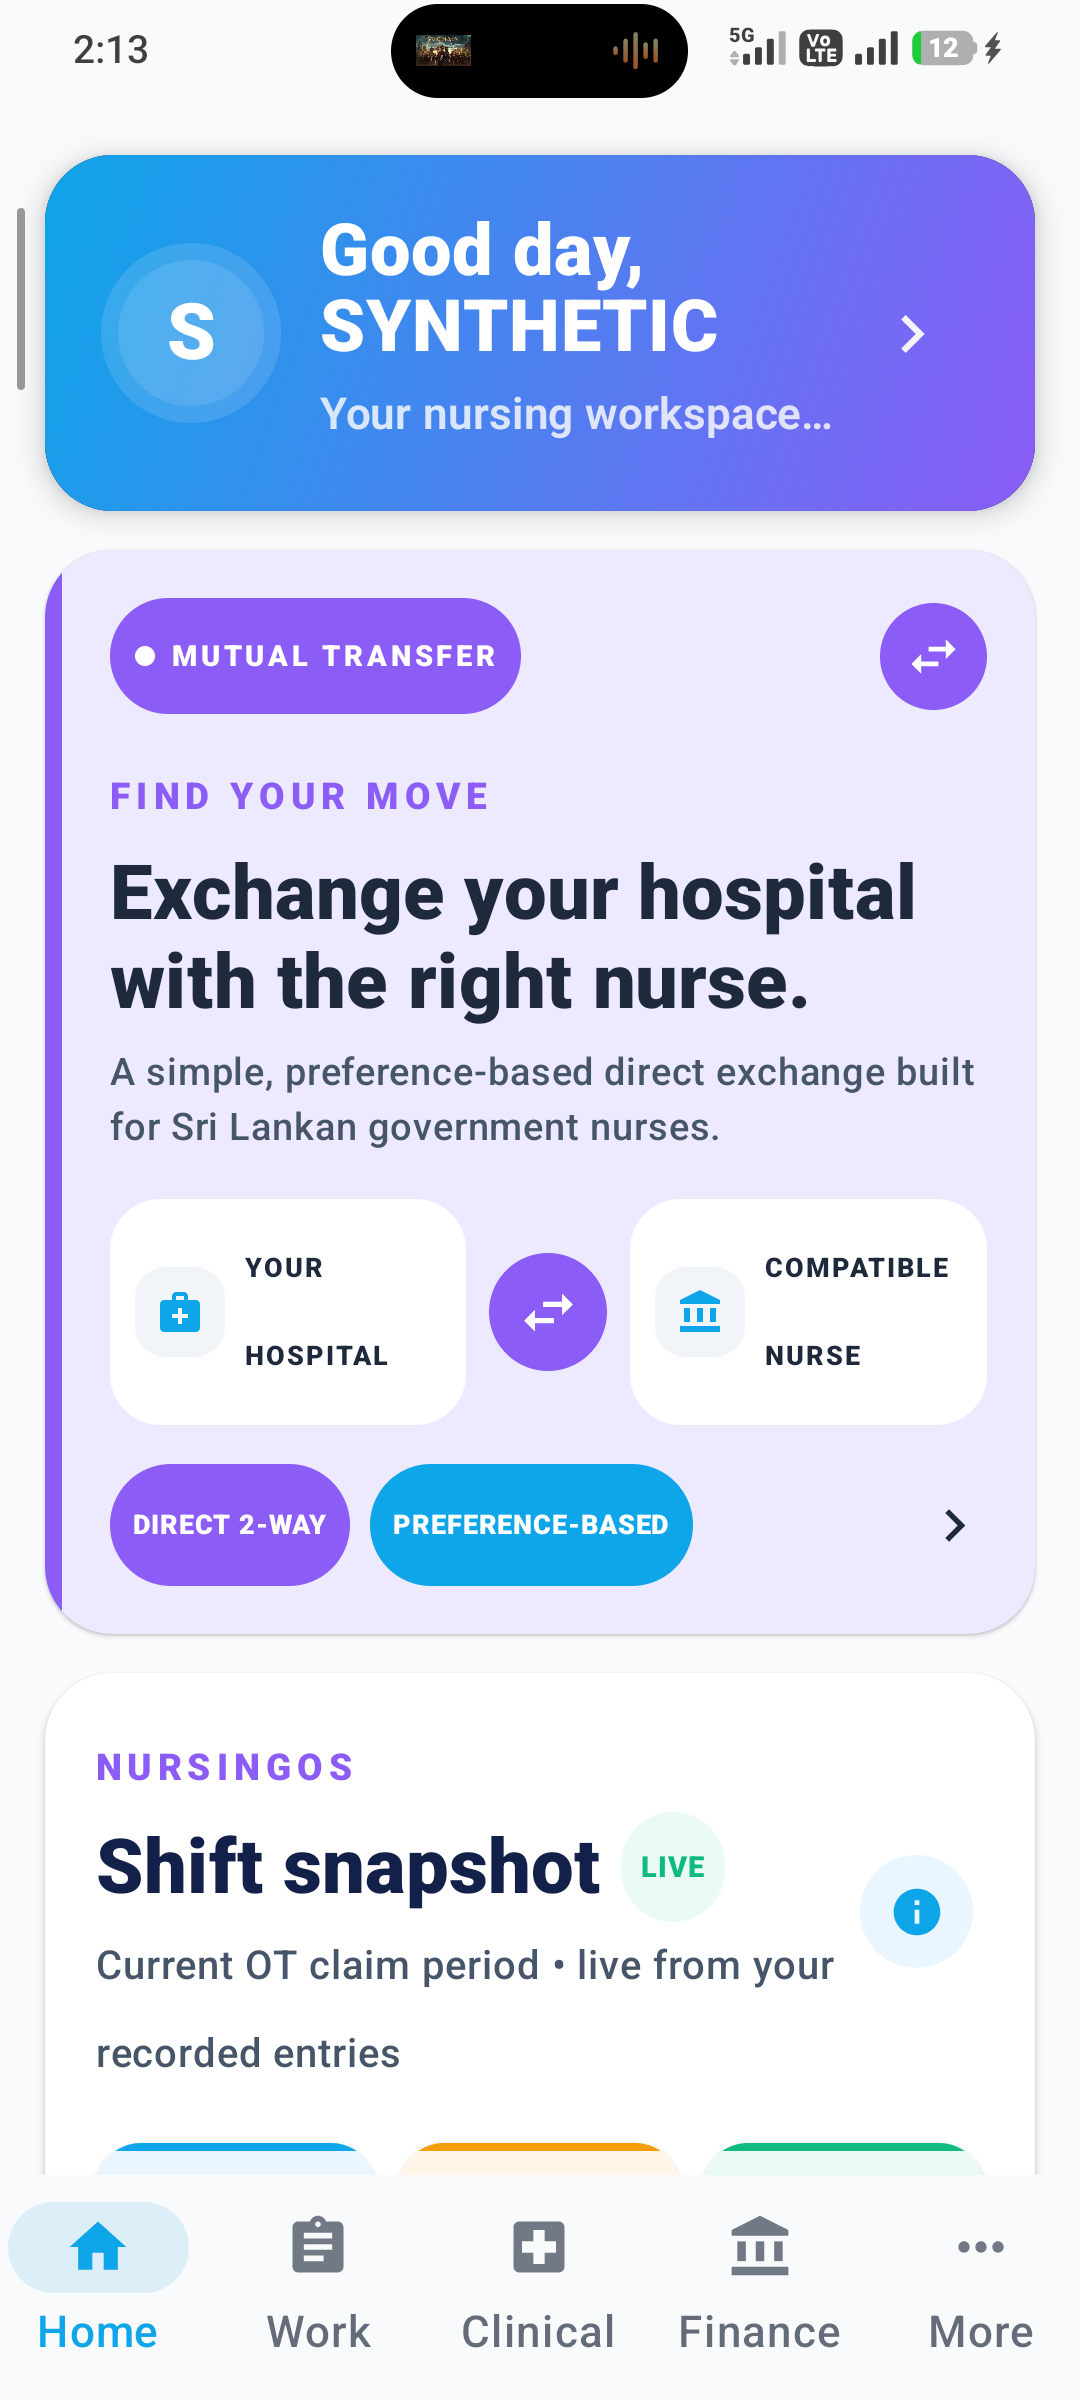 2:13
5G
Vo
LTE
12
Good day,
SYNTHETIC
S
Your nursing workspace...
MUTUAL TRANSFER
FIND YOUR MOVE
Exchange your hospital
with the right nurse.
A simple, preference-based direct exchange built
for Sri Lankan government nurses.
YOUR
HOSPITAL
COMPATIBLE
NURSE
DIRECT 2-WAY
PREFERENCE-BASED
NURSINGOS
Shift snapshot
LIVE
Current OT claim period • live from your
recorded entries
Home
Work
Clinical
Finance
More